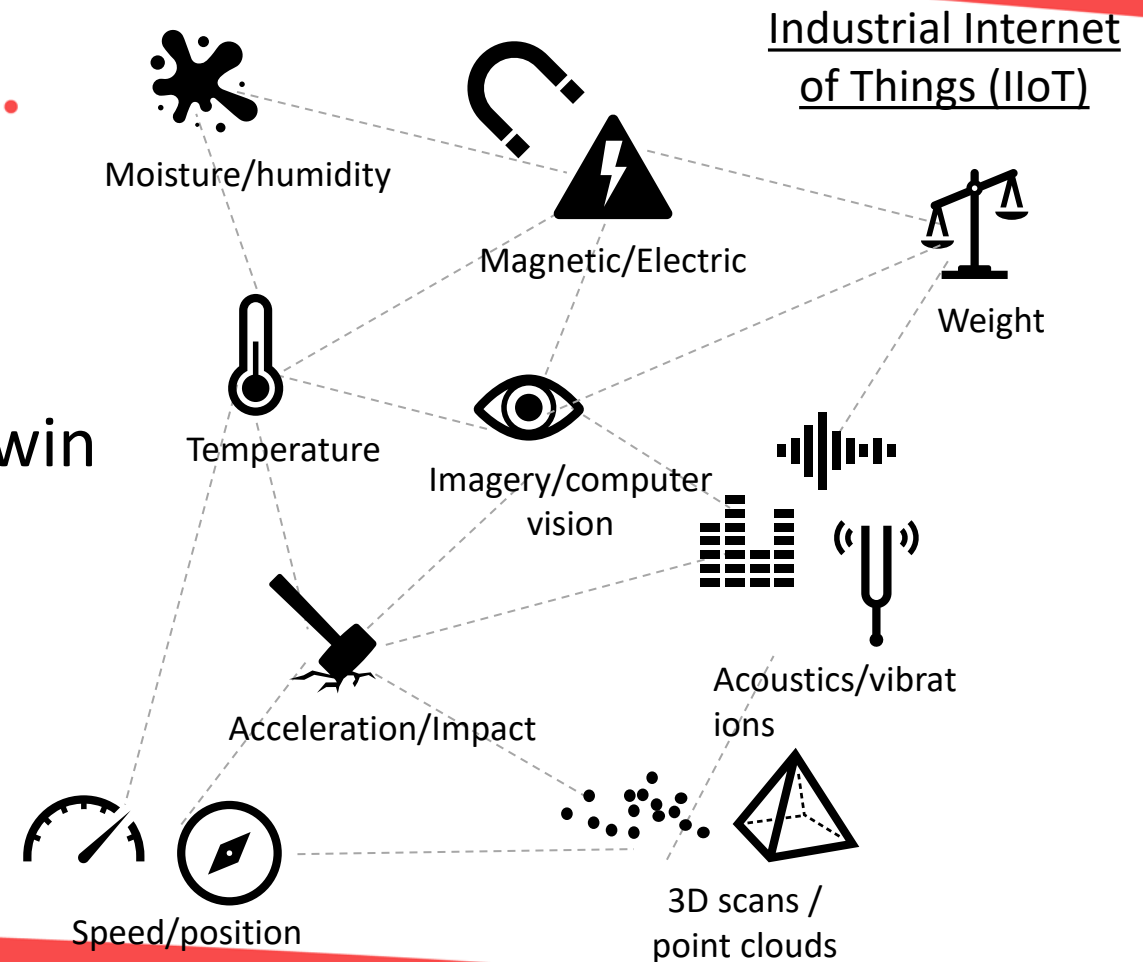 Industrial Internet
of Things (IIoT)
Moisture/humidity
Magnetic/Electric
Weight
win
Temperature
Imagery/computer
vision
Acoustics/vibrat
ions
Acceleration/Impact
3D scans /
point clouds
Speed/position